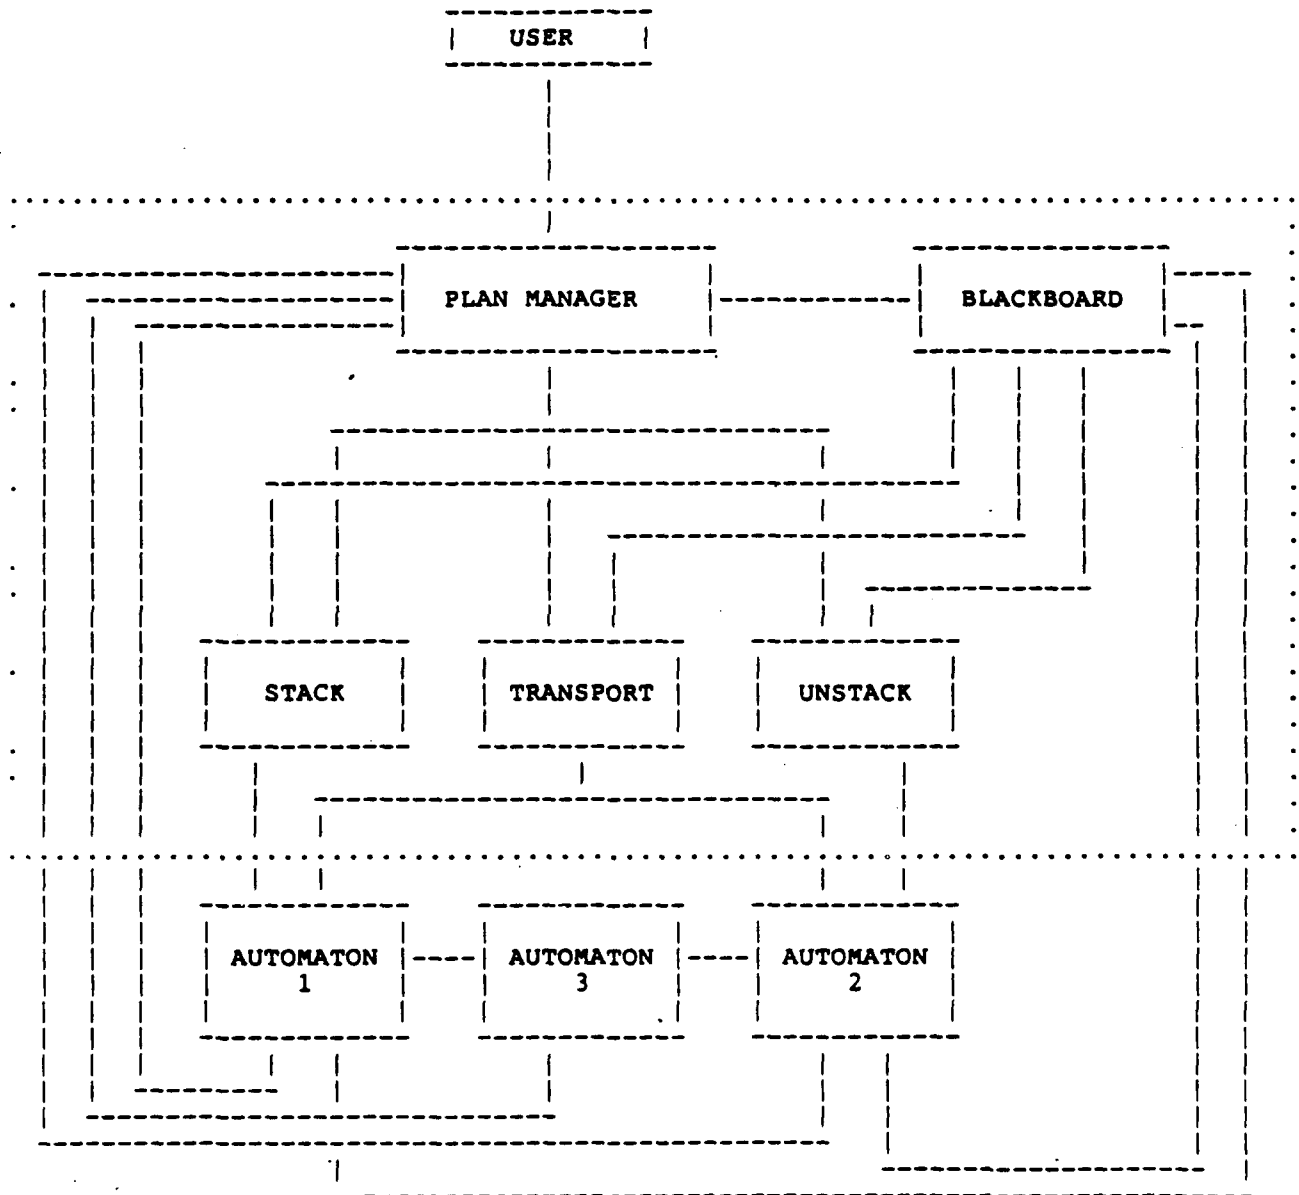 USER
PLAN MANAGER
BLACKBOARD
STACK
TRANSPORT
UNSTACK
AUTOMATON
1
AUTOMATON
3
AUTOMATON
2